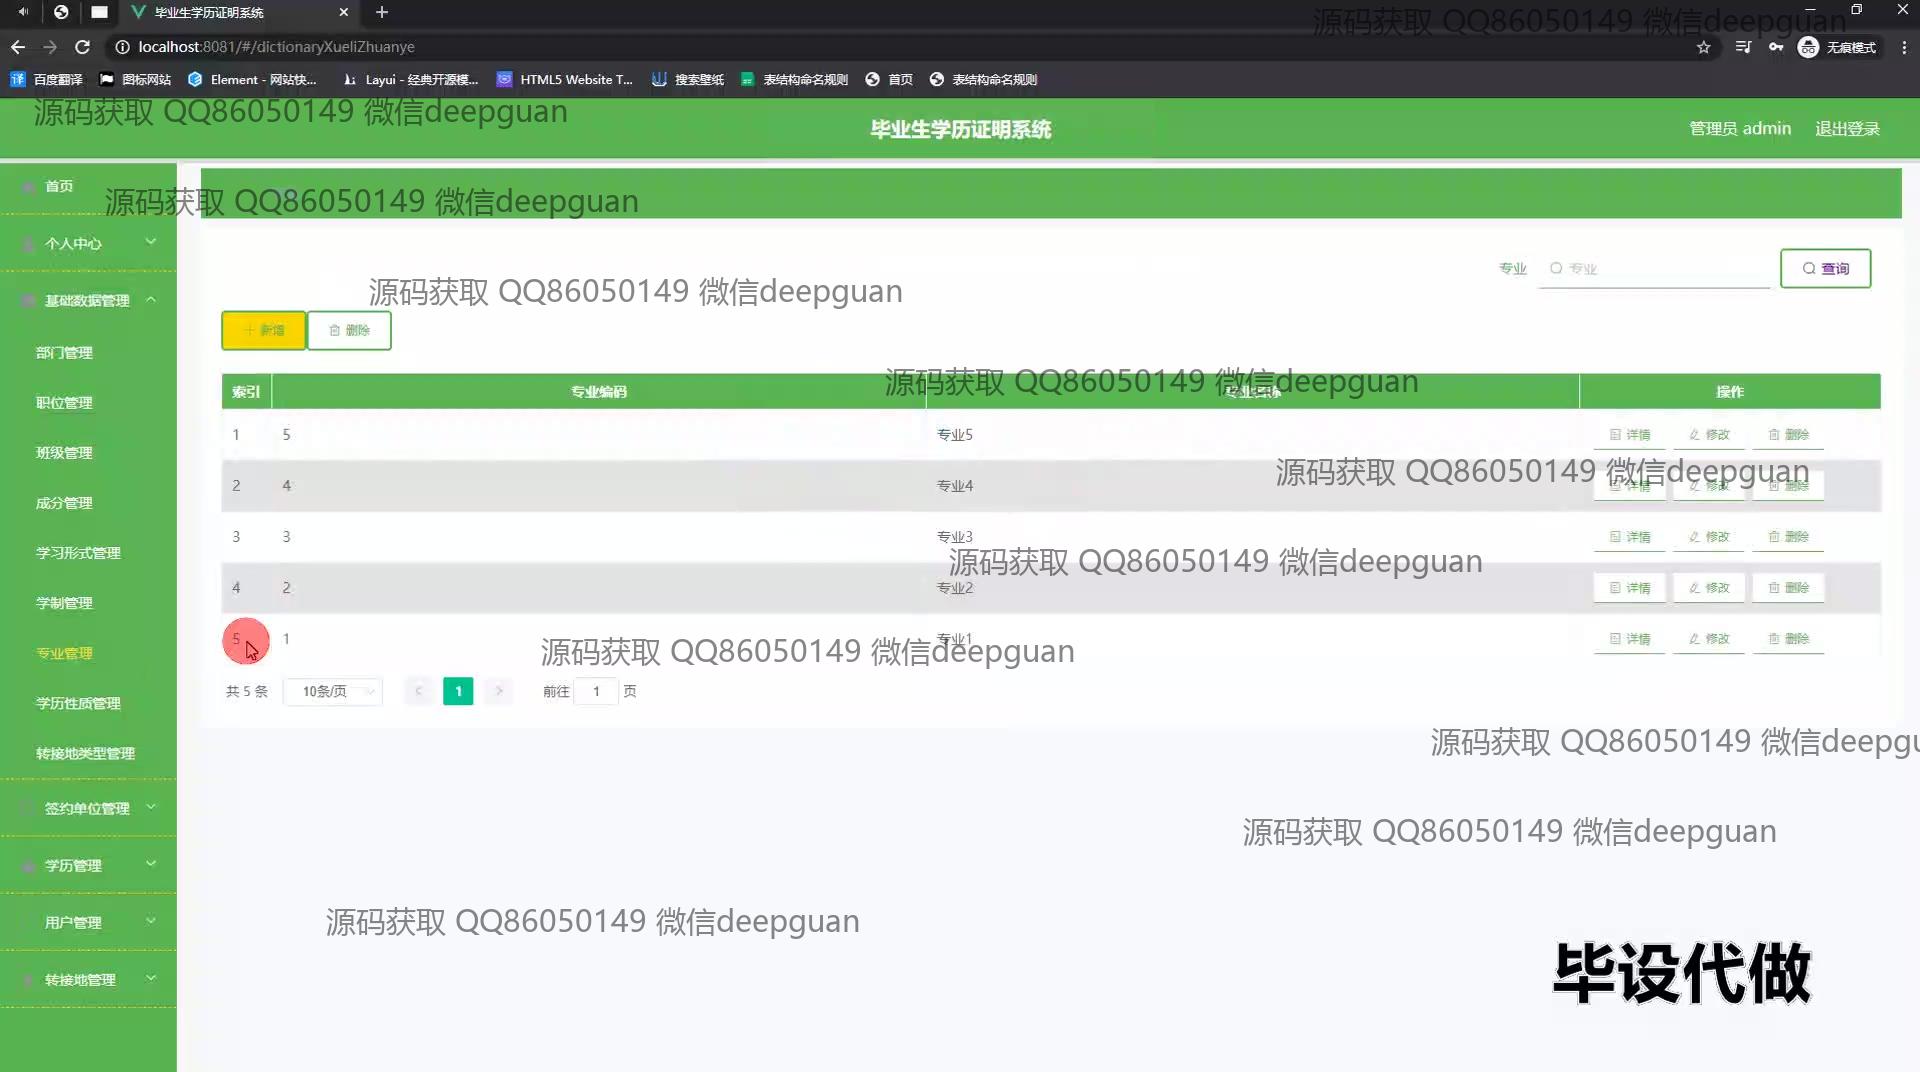 毕业生学历证明系统
源码获取 QQ86050149 微信deepguan
localhost:8081/#/dictionaryXueliZhuanye
无痕模式
百度翻译
图标网站
Element - 网站快...
Layui - 经典开源模...
HTML5 Website T...
搜索壁纸
表结构命名规则
首页
表结构命名规则
源码获取 QQ86050149 微信deepguan
毕业生学历证明系统
管理员 admin
退出登录
首页
源码获取 QQ86050149 微信deepguan
个人中心
基础数据管理
部门管理
职位管理
班级管理
成分管理
学习形式管理
学制管理
专业管理
学历性质管理
转接地类型管理
签约单位管理
学历管理
用户管理
转接地管理
专业
专业
查询
源码获取 QQ86050149 微信deepguan
新增
删除
源码获取 QQ86050149 微信deepguan
索引 专业编码 专业名称 操作
1 5 专业5 详情 修改 删除
源码获取 QQ86050149 微信deepguan
2 4 专业4 详情 修改 删除
3 3 专业3 详情 修改 删除
源码获取 QQ86050149 微信deepguan
4 2 专业2 详情 修改 删除
5 1 专业1 详情 修改 删除
源码获取 QQ86050149 微信deepguan
共 5 条 10条/页 1 前往 1 页
源码获取 QQ86050149 微信deepgu
源码获取 QQ86050149 微信deepguan
源码获取 QQ86050149 微信deepguan
毕设代做